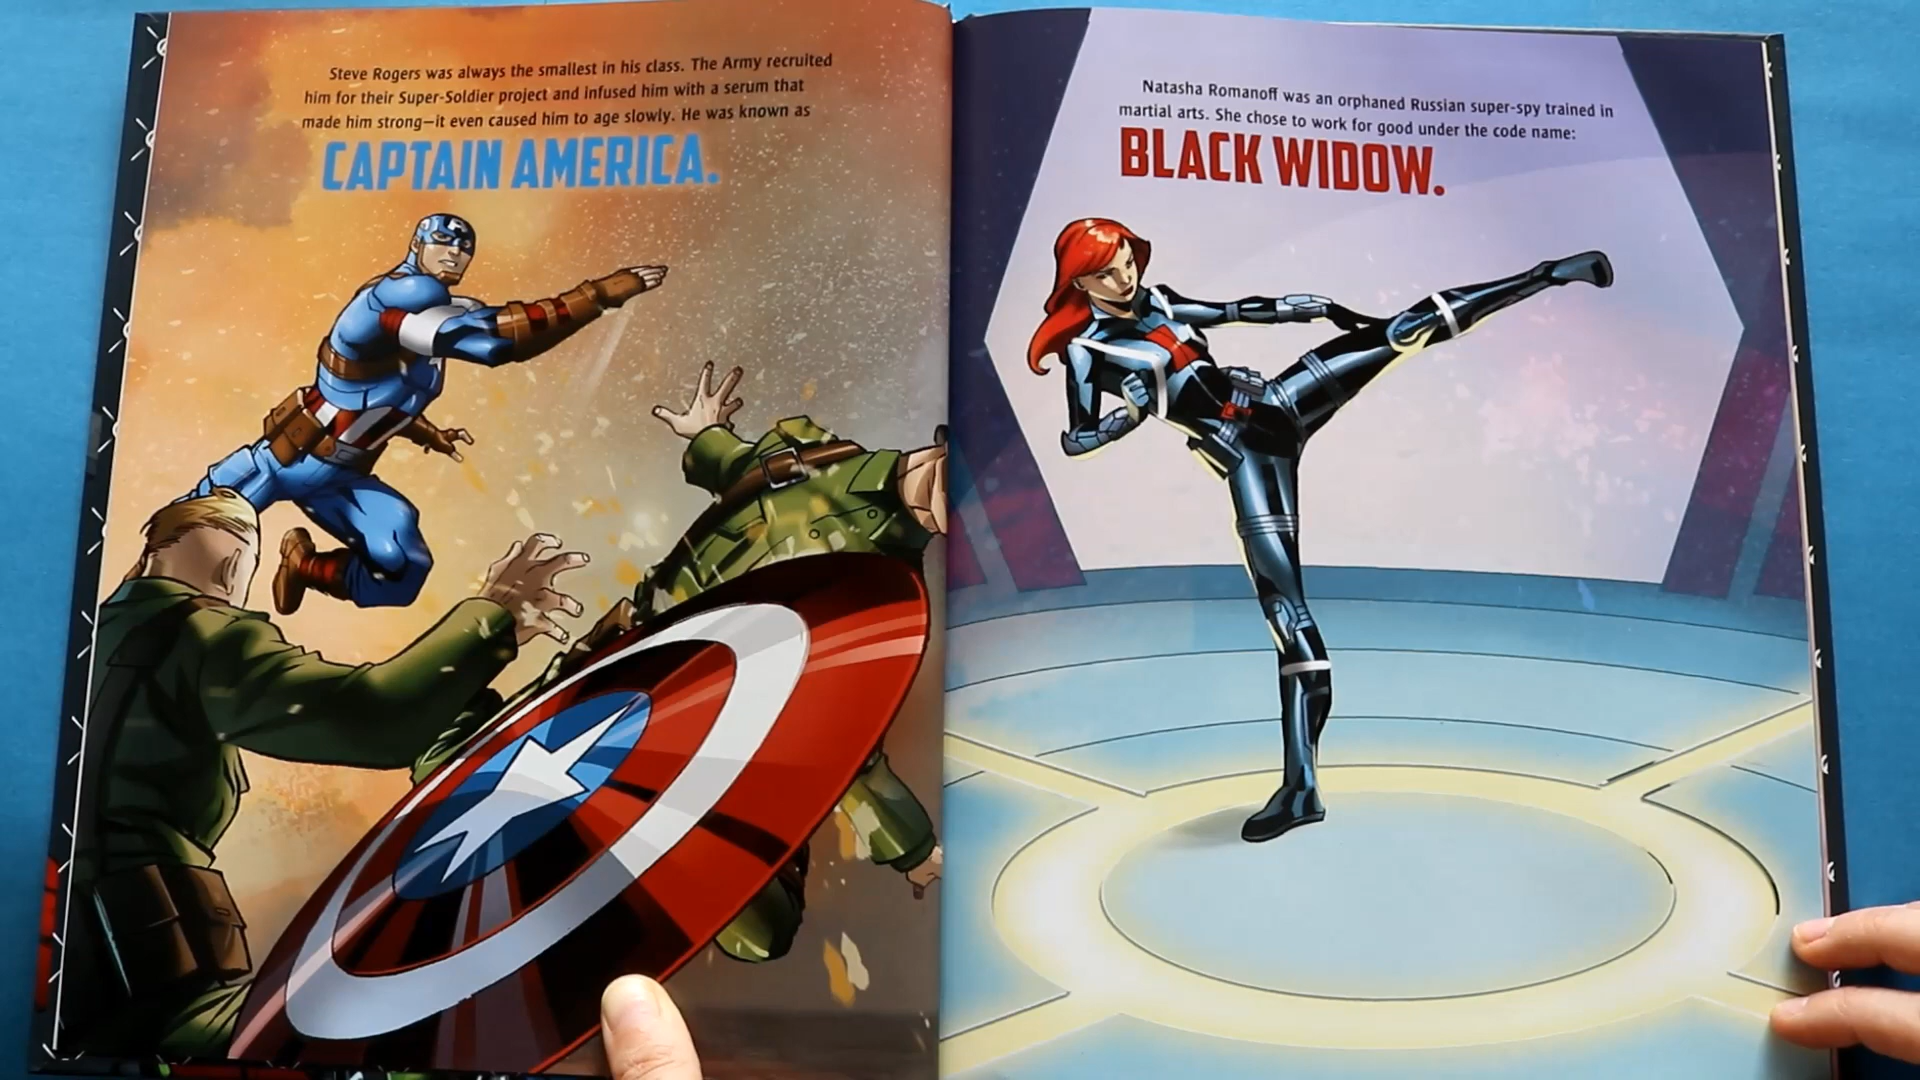 Steve Rogers was always the smallest in his class. The Army recruited
him for their Super-Soldier project and infused him with a serum that
made him strong—it even caused him to age slowly. He was known as
CAPTAIN AMERICA.
Natasha Romanoff was an orphaned Russian super-spy trained in
martial arts. She chose to work for good under the code name:
BLACK WIDOW.